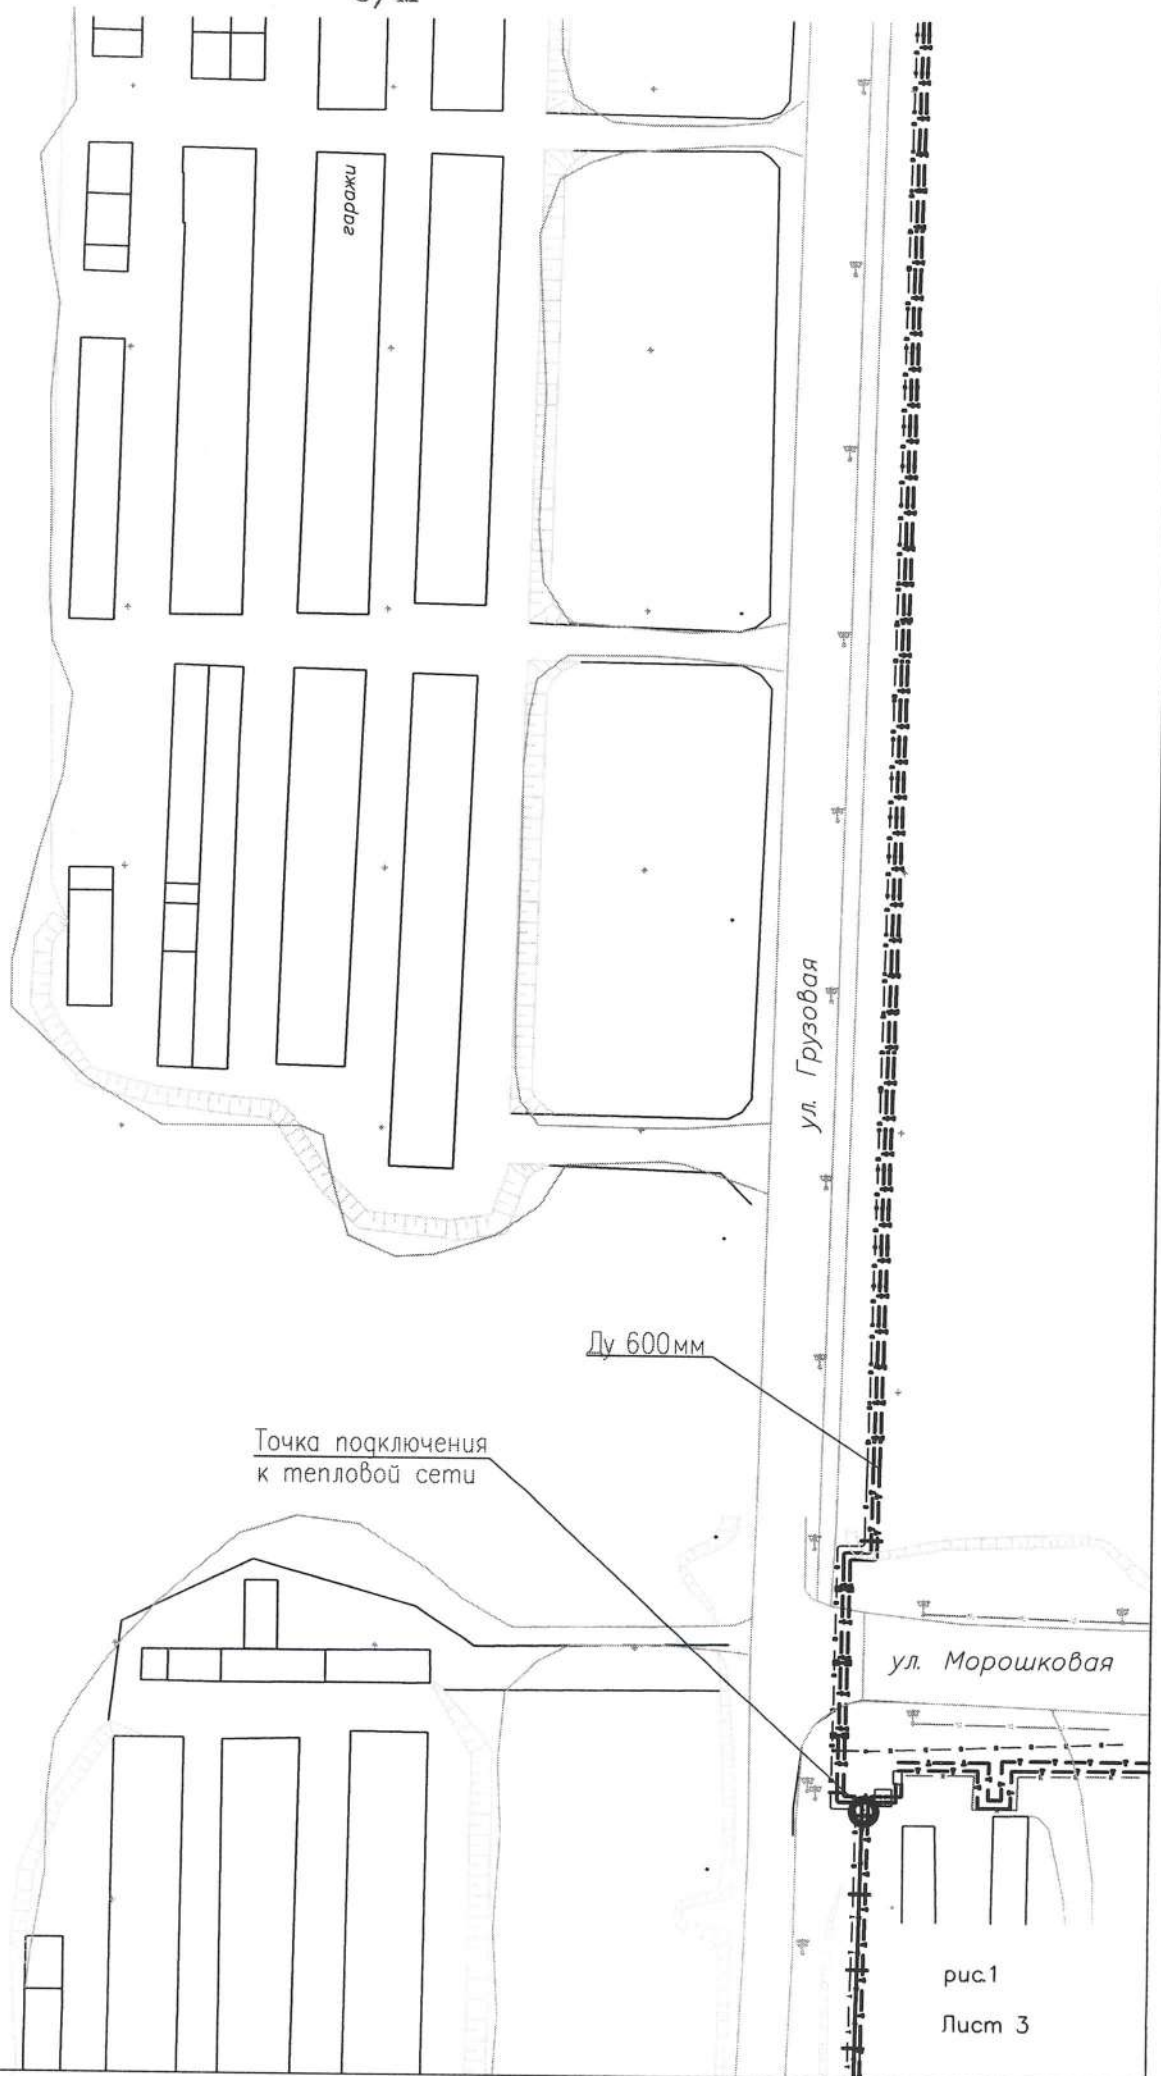 гаражи
ул. Грузовая
Ду 600мм
Точка подключения
к тепловой сети
ул. Морошковая
рис.1
Лист 3